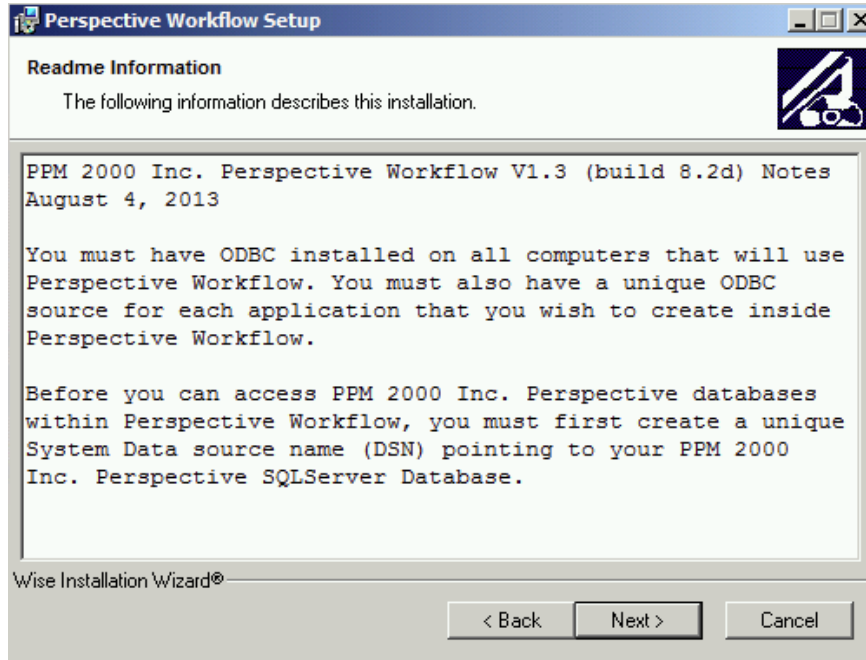 Perspective Workflow Setup
Readme Information
The following information describes this installation.
PPM 2000 Inc. Perspective Workflow V1.3 (build 8.2d) Notes
August 4, 2013
You must have ODBC installed on all computers that will use
Perspective Workflow. You must also have a unique ODBC
source for each application that you wish to create inside
Perspective Workflow.
Before you can access PPM 2000 Inc. Perspective databases
within Perspective Workflow, you must first create a unique
System Data source name (DSN) pointing to your PPM 2000
Inc. Perspective SQLServer Database.
Wise Installation Wizard®
< Back Next > Cancel